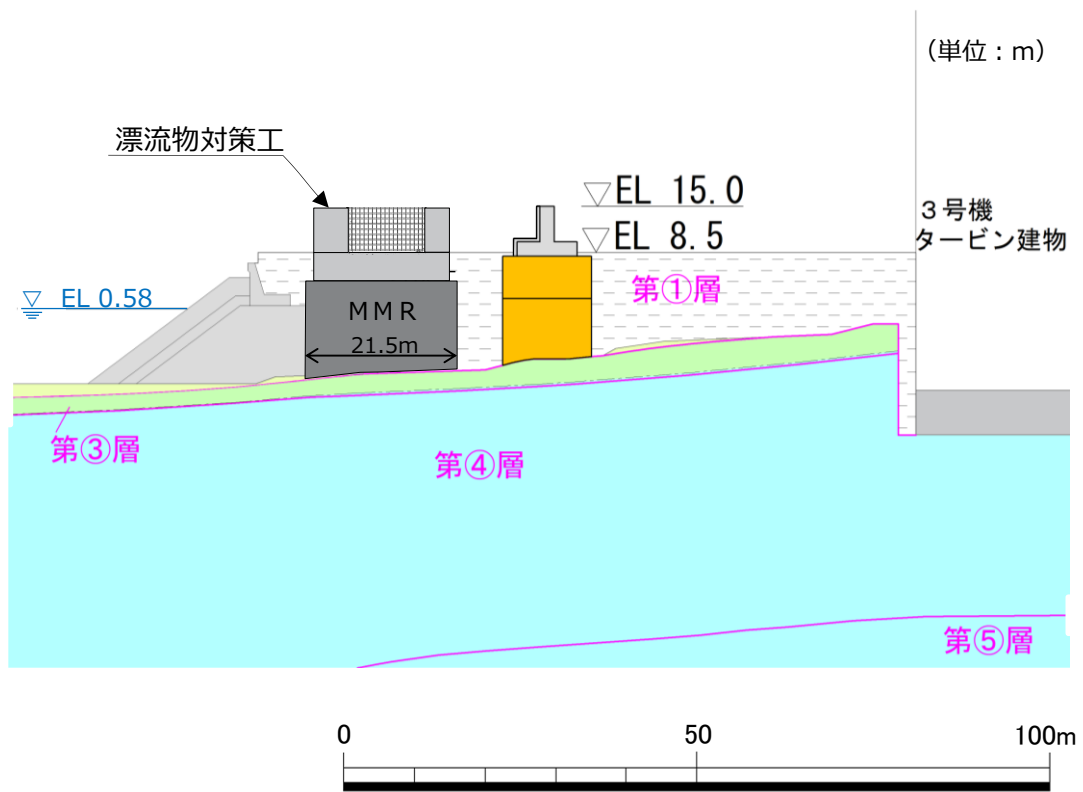 (単位:m)
漂流物対策工
EL 15.0
3号機
タービン建物
EL 8.5
第①層
EL 0.58
MMR
21.5m
第③層
第④層
第⑤層
0 50 100m